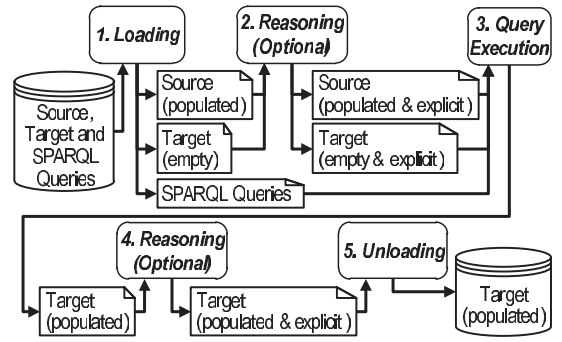 1. Loading
2. Reasoning
(Optional)
3. Query
Execution
Source,
Target and
SPARQL
Queries
Source
(populated)
Target
(empty)
SPARQL Queries
Source
(populated & explicit)
Target
(empty & explicit)
4. Reasoning
(Optional)
5. Unloading
Target
(populated)
Target
(populated & explicit)
Target
(populated)